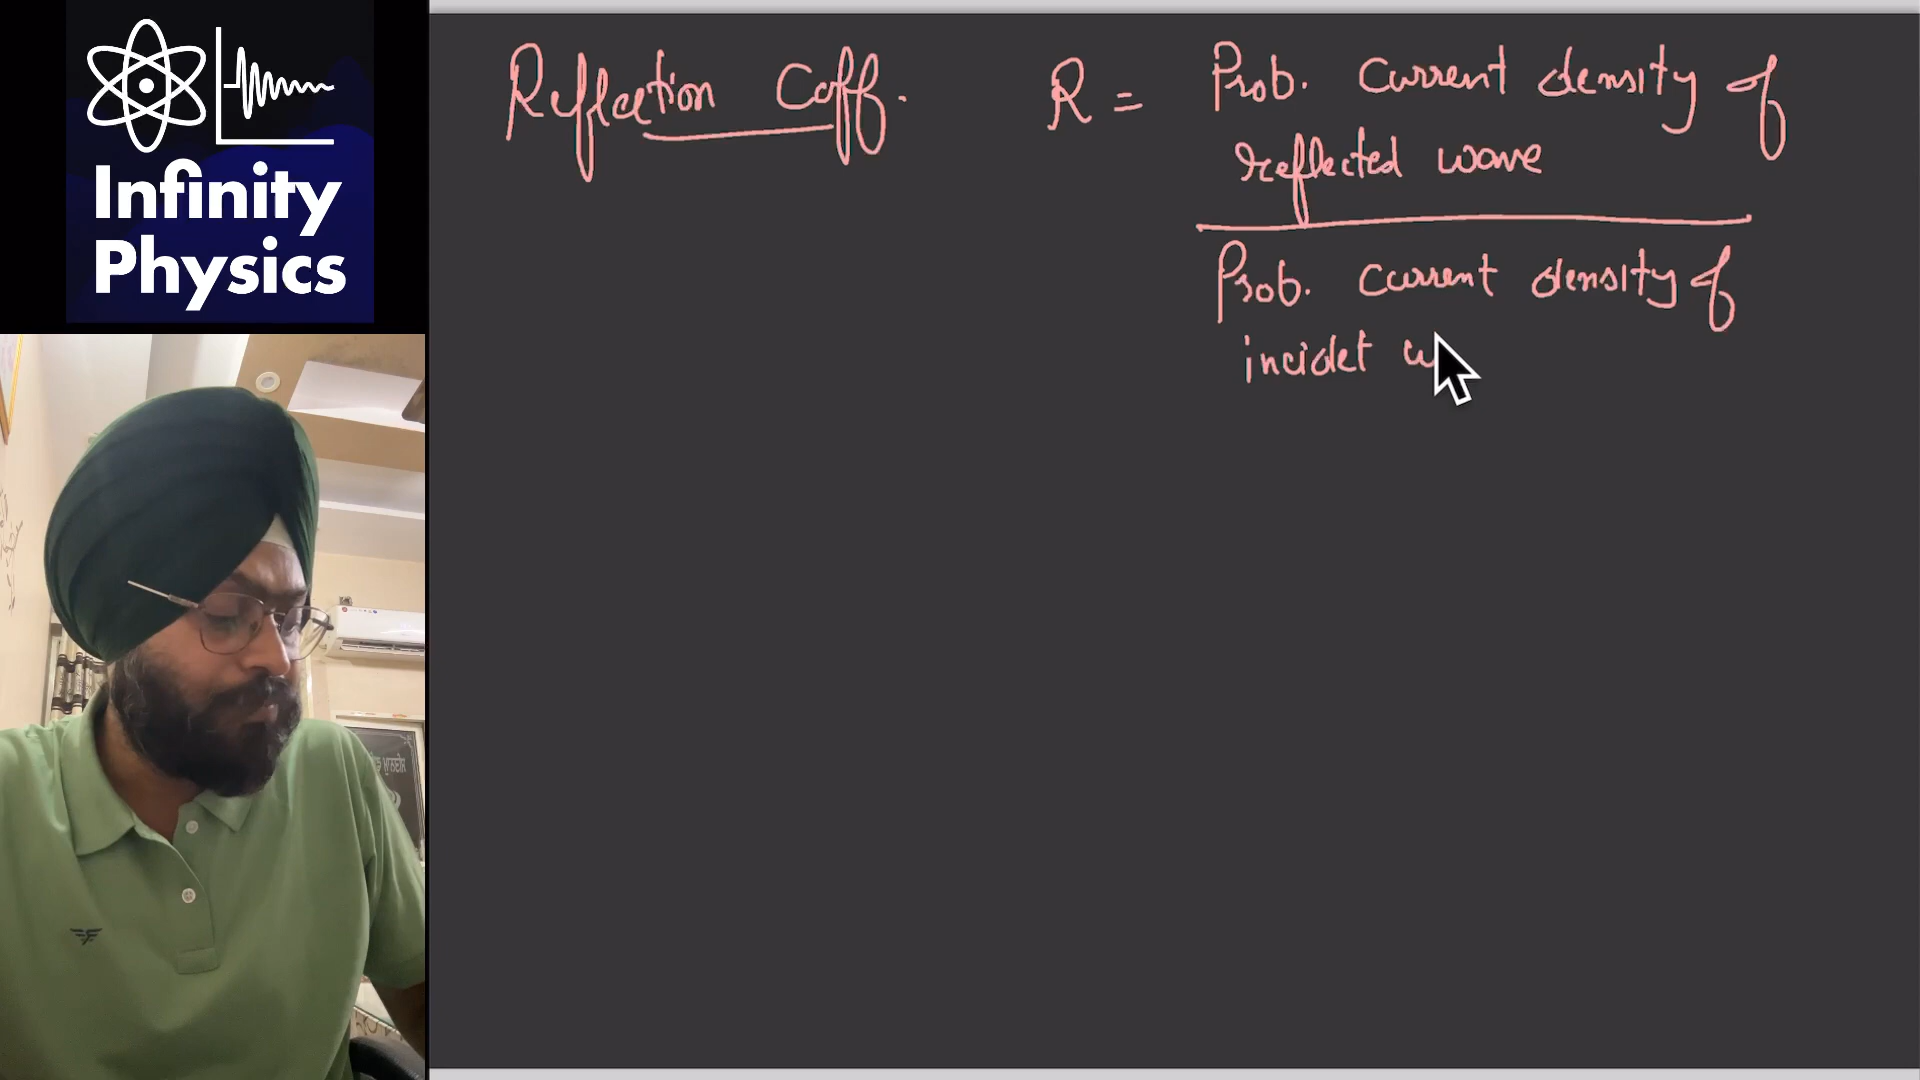 Infinity
Physics
Reflection Coff. R = Prob. Current density of
reflected wave
Prob. Current density of
incidet w